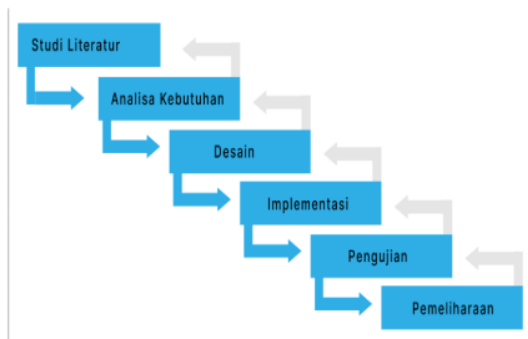 Studi Literatur
Analisa Kebutuhan
Desain
Implementasi
Pengujian
Pemeliharaan